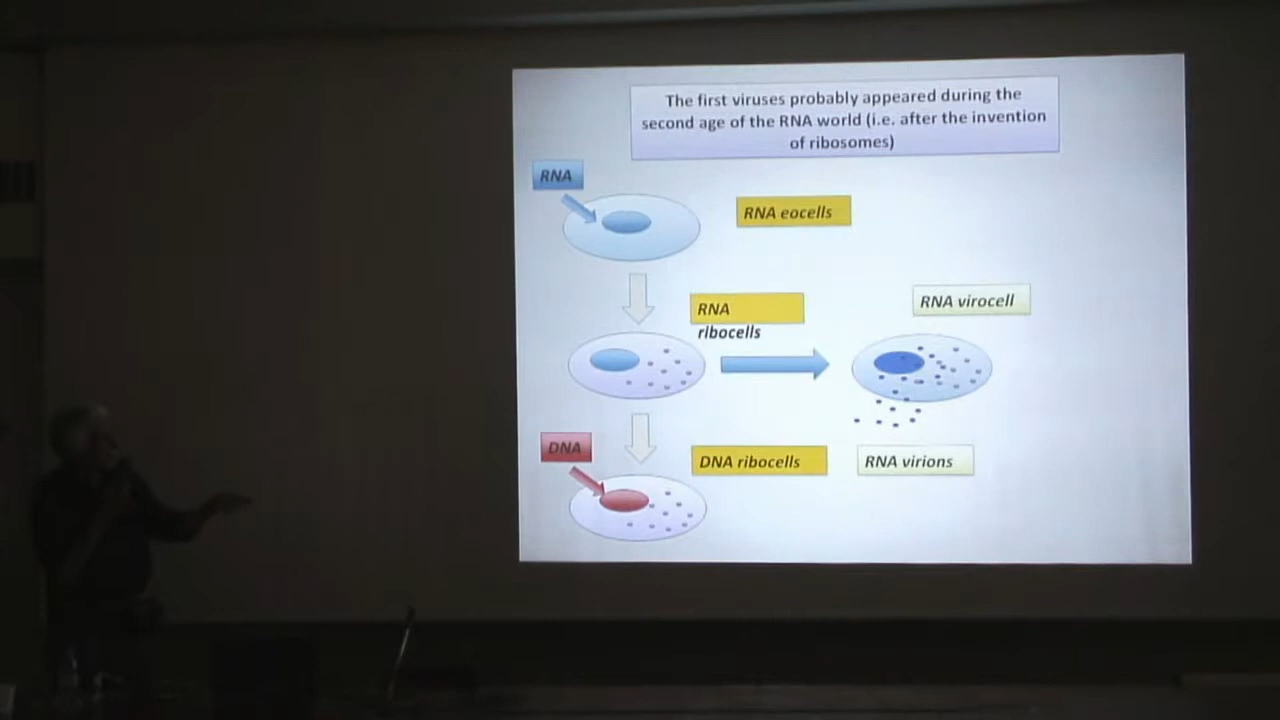 The first viruses probably appeared during the
second age of the RNA world (i.e. after the invention
of ribosomes)
RNA
RNA eocells
RNA
ribocells
RNA virocell
DNA
DNA ribocells
RNA virions